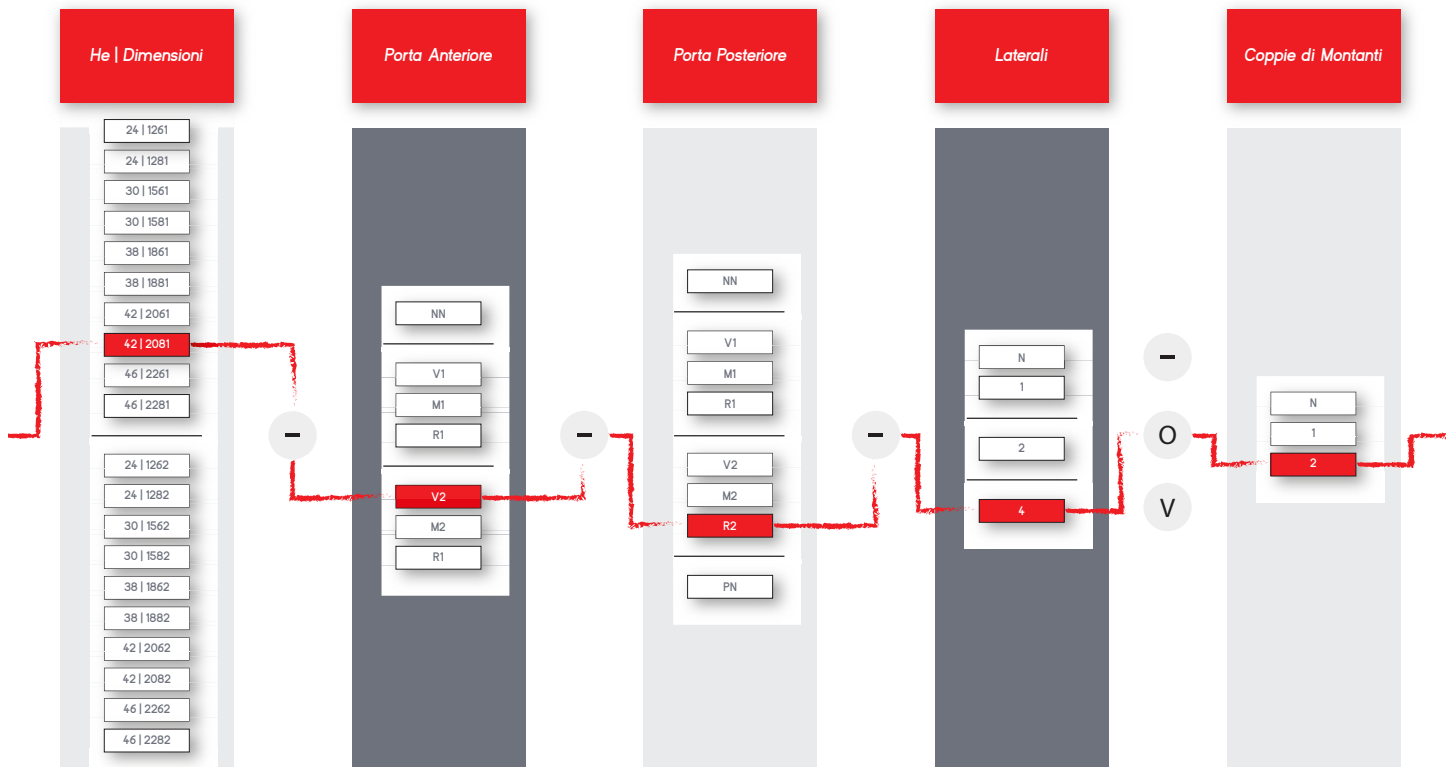 He | Dimensioni
24 | 1261
24 | 1281
30 | 1561
30 | 1581
38 | 1861
38 | 1881
42 | 2061
42 | 2081
46 | 2261
46 | 2281
24 | 1262
24 | 1282
30 | 1562
30 | 1582
38 | 1862
38 | 1882
42 | 2062
42 | 2082
46 | 2262
46 | 2282
-
Porta Anteriore
NN
V1
M1
R1
V2
M2
R1
-
Porta Posteriore
NN
V1
M1
R1
V2
M2
R2
PN
-
Laterali
N
1
2
4
-
O
V
Coppie di Montanti
N
1
2